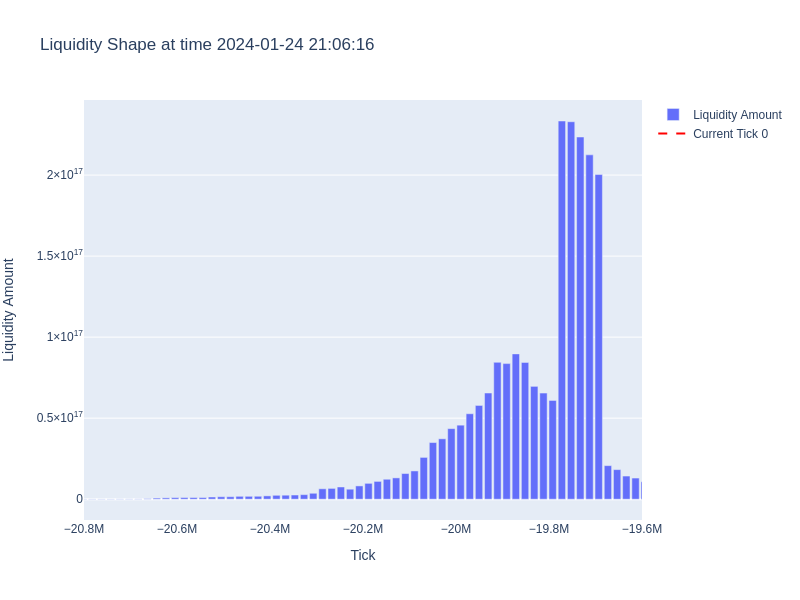 Liquidity Shape at time 2024-01-24 21:06:16
Liquidity Amount
Current Tick 0
Liquidity Amount
2×10¹⁷
1.5×10¹⁷
1×10¹⁷
0.5×10¹⁷
0
−20.8M −20.6M −20.4M −20.2M −20M −19.8M −19.6M
Tick